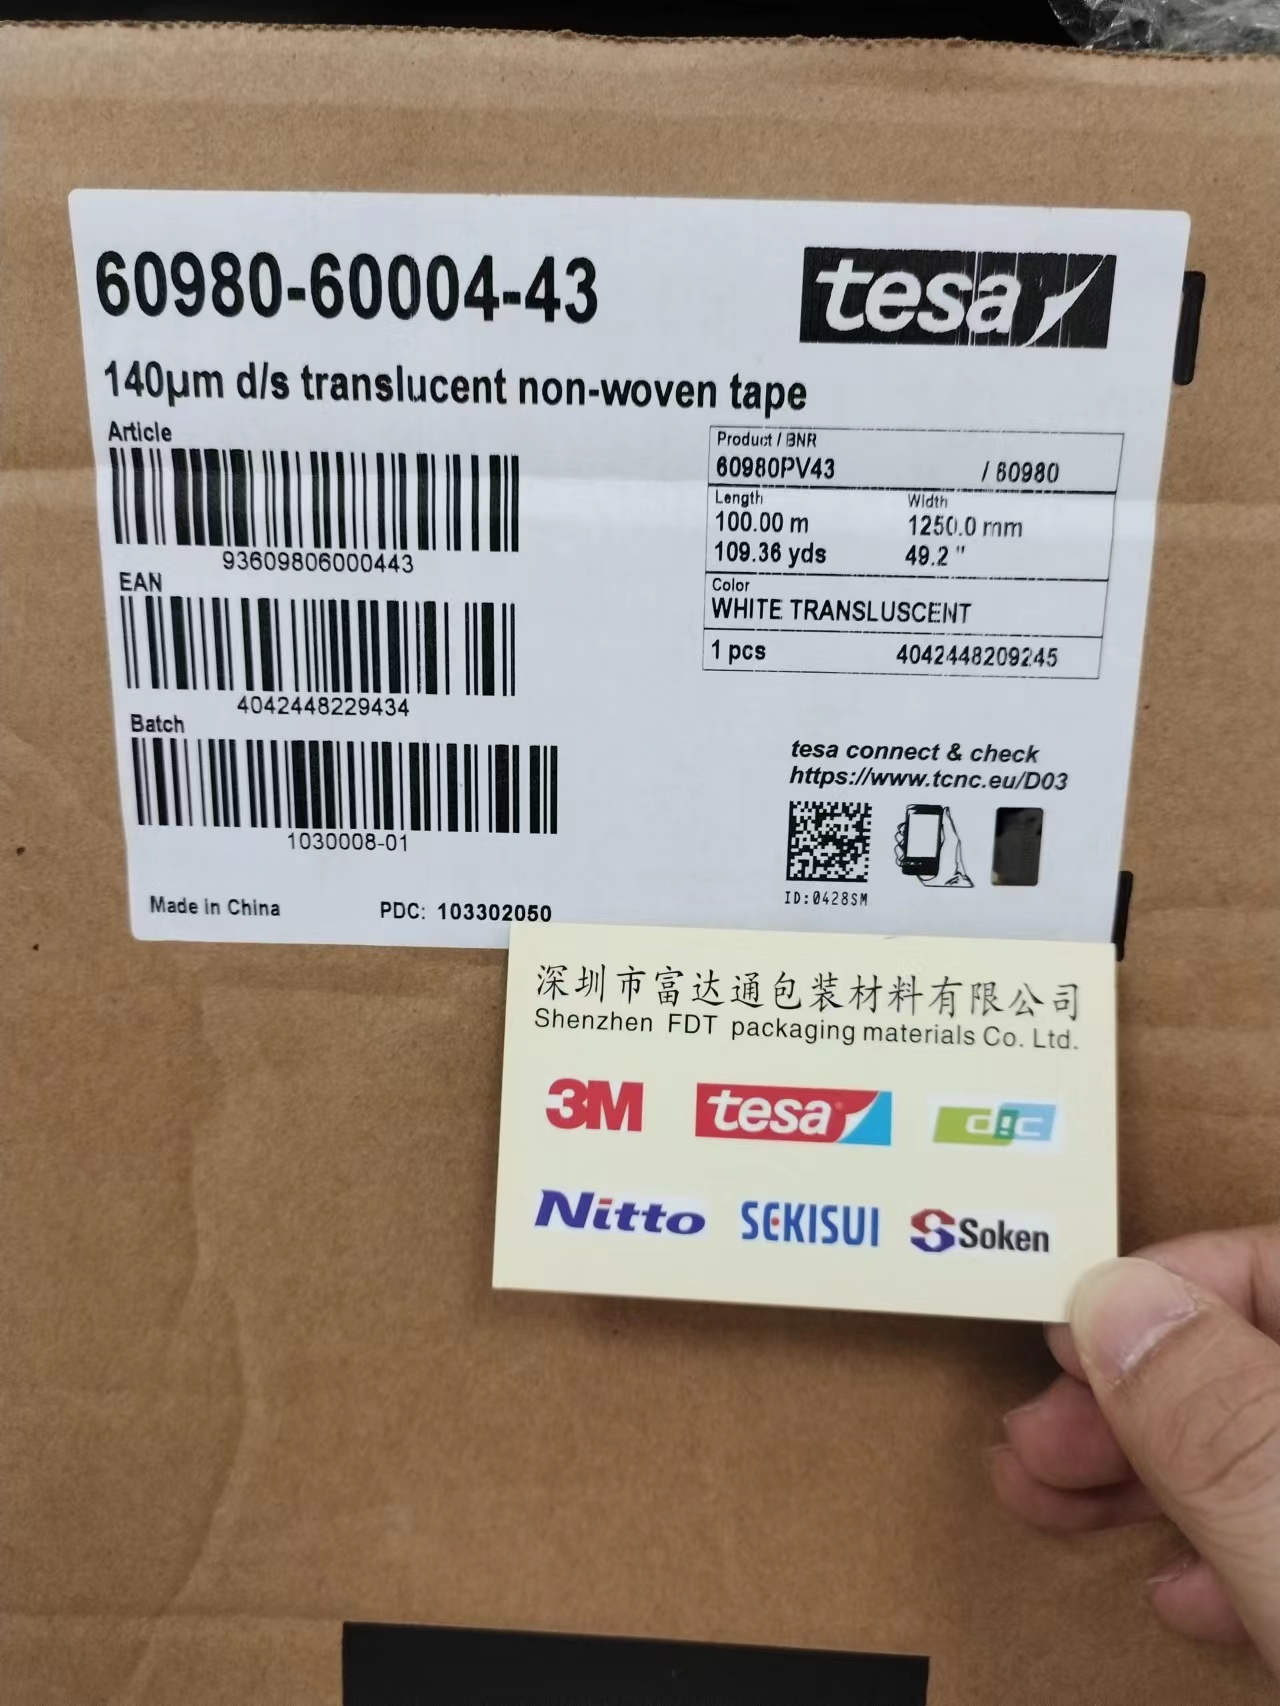 60980-60004-43
tesa
140µm d/s translucent non-woven tape
Article
93609806000443
EAN
4042448229434
Batch
1030008-01
Product / BNR
60980PV43 / 60980
Length Width
100.00 m 1250.0 mm
109.36 yds 49.2 "
Color
WHITE TRANSLUSCENT
1 pcs 4042448209245
tesa connect & check
https://www.tcnc.eu/D03
ID:0428SM
Made in China PDC: 103302050
深圳市富达通包装材料有限公司
Shenzhen FDT packaging materials Co. Ltd.
3M tesa dgc
Nitto SEKISUI Soken